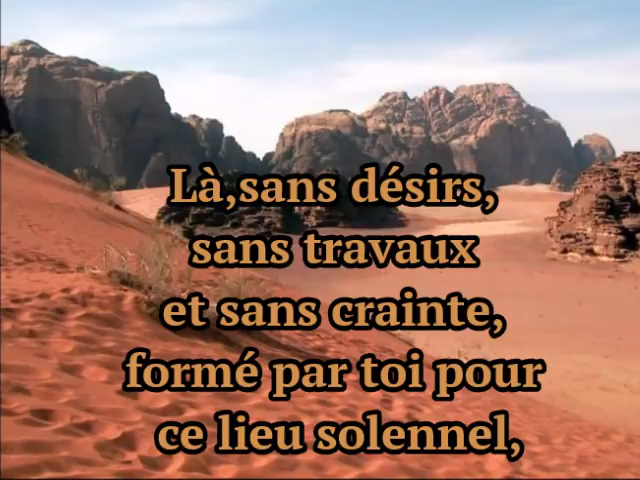 Là,sans désirs,
sans travaux
et sans crainte,
formé par toi pour
ce lieu solennel,